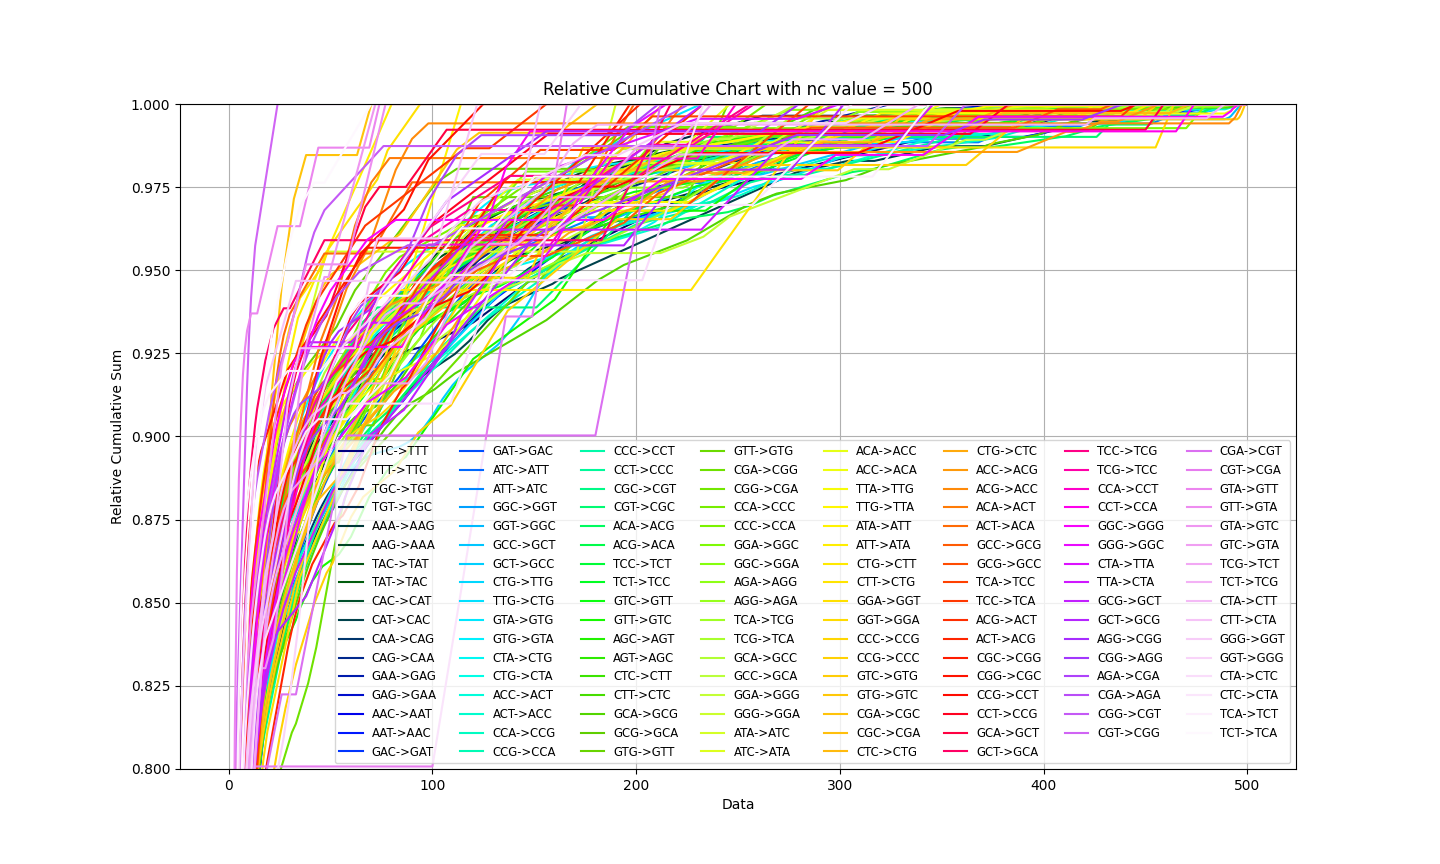 Relative Cumulative Chart with nc value = 500
1.000
0.975
0.950
0.925
0.900
0.875
0.850
0.825
0.800
Relative Cumulative Sum
TTC->TTT GAT->GAC CCC->CCT GTT->GTG ACA->ACC CTG->CTC TCC->TCG CGA->CGT
TTT->TTC ATC->ATT CCT->CCC CGA->CGG ACC->ACA ACC->ACG TCG->TCC CGT->CGA
TGC->TGT ATT->ATC CGC->CGT CGG->CGA TTA->TTG ACG->ACC CCA->CCT GTA->GTT
TGT->TGC GGC->GGT CGT->CGC CCA->CCC TTG->TTA ACA->ACT CCT->CCA GTT->GTA
AAA->AAG GGT->GGC ACA->ACG CCC->CCA ATA->ATT ACT->ACA GGC->GGG GTA->GTC
AAG->AAA GCC->GCT ACG->ACA GGA->GGC ATT->ATA GCC->GCG GGG->GGC GTC->GTA
TAC->TAT GCT->GCC TCC->TCT GGC->GGA CTG->CTT GCG->GCC CTA->TTA TCG->TCT
TAT->TAC CTG->TTG TCT->TCC AGA->AGG CTT->CTG TCA->TCC TTA->CTA TCT->TCG
CAC->CAT TTG->CTG GTC->GTT AGG->AGA GGA->GGT TCC->TCA GCG->GCT CTA->CTT
CAT->CAC GTA->GTG GTT->GTC TCA->TCG GGT->GGA ACG->ACT GCT->GCG CTT->CTA
CAA->CAG GTG->GTA AGC->AGT TCG->TCA CCC->CCG ACT->ACG AGG->CGG GGG->GGT
CAG->CAA CTA->CTG AGT->AGC GCA->GCC CCG->CCC CGC->CGG CGG->AGG GGT->GGG
GAA->GAG CTG->CTA CTC->CTT GCC->GCA GTC->GTG CGG->CGC AGA->CGA CTA->CTC
GAG->GAA ACC->ACT CTT->CTC GGA->GGG GTG->GTC CCG->CCT CGA->AGA CTC->CTA
AAC->AAT ACT->ACC GCA->GCG GGG->GGA CGA->CGC CCT->CCG CGG->CGT TCA->TCT
AAT->AAC CCA->CCG GCG->GCA ATA->ATC CGC->CGA GCA->GCT CGT->CGG TCT->TCA
GAC->GAT CCG->CCA GTG->GTT ATC->ATA CTC->CTG GCT->GCA
0 100 200 300 400 500
Data